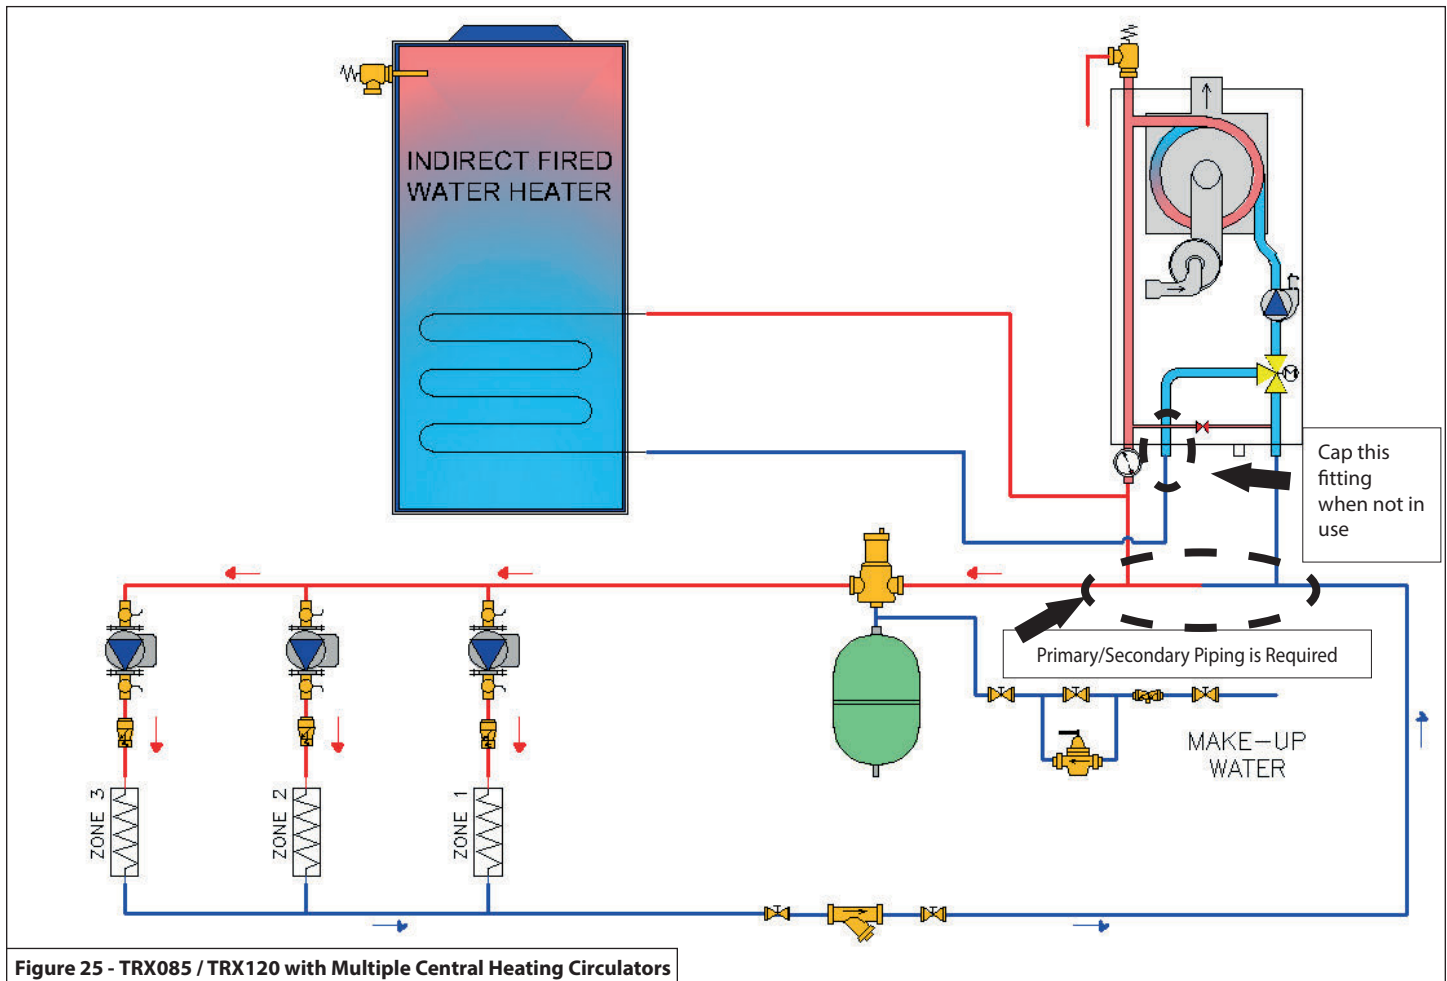 INDIRECT FIRED
WATER HEATER
M
Cap this
fitting
when not in
use
Primary/Secondary Piping is Required
MAKE-UP
WATER
ZONE 3
ZONE 2
ZONE 1
Figure 25 - TRX085 / TRX120 with Multiple Central Heating Circulators